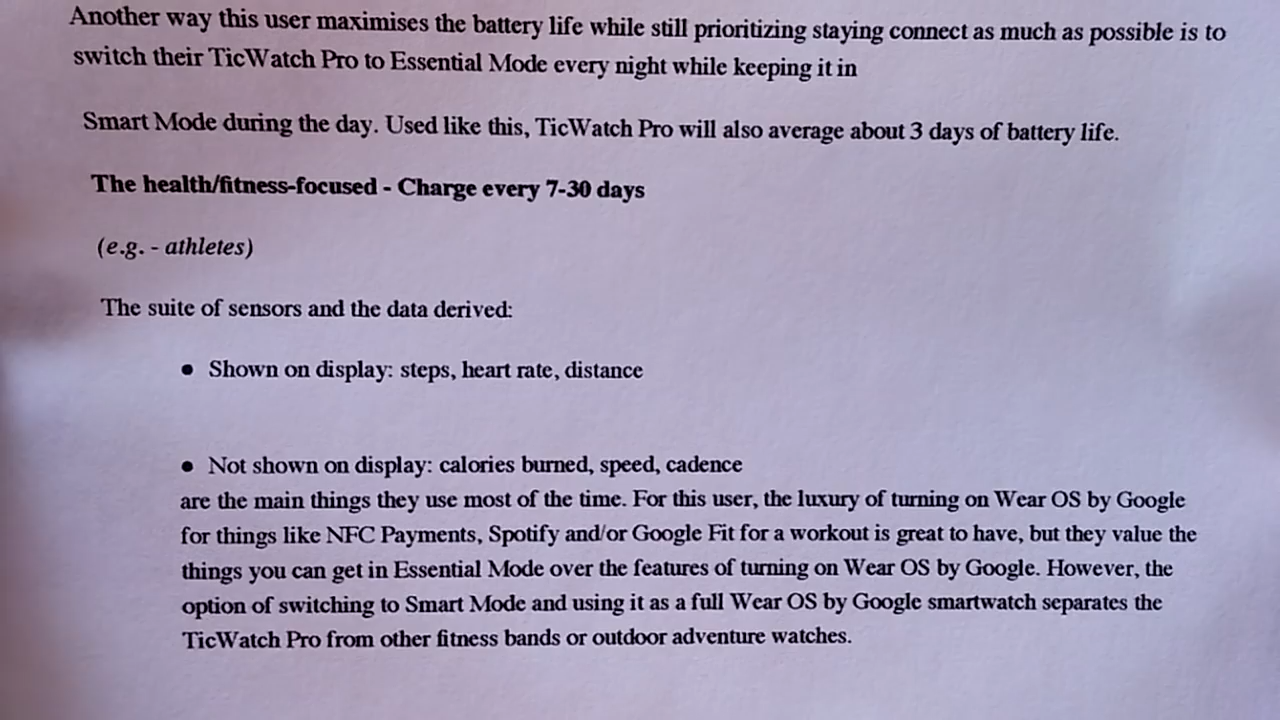 Another way this user maximises the battery life while still prioritizing staying connect as much as possible is to
switch their TicWatch Pro to Essential Mode every night while keeping it in
Smart Mode during the day. Used like this, TicWatch Pro will also average about 3 days of battery life.
The health/fitness-focused - Charge every 7-30 days
(e.g. - athletes)
The suite of sensors and the data derived:
● Shown on display: steps, heart rate, distance
● Not shown on display: calories burned, speed, cadence
are the main things they use most of the time. For this user, the luxury of turning on Wear OS by Google
for things like NFC Payments, Spotify and/or Google Fit for a workout is great to have, but they value the
things you can get in Essential Mode over the features of turning on Wear OS by Google. However, the
option of switching to Smart Mode and using it as a full Wear OS by Google smartwatch separates the
TicWatch Pro from other fitness bands or outdoor adventure watches.